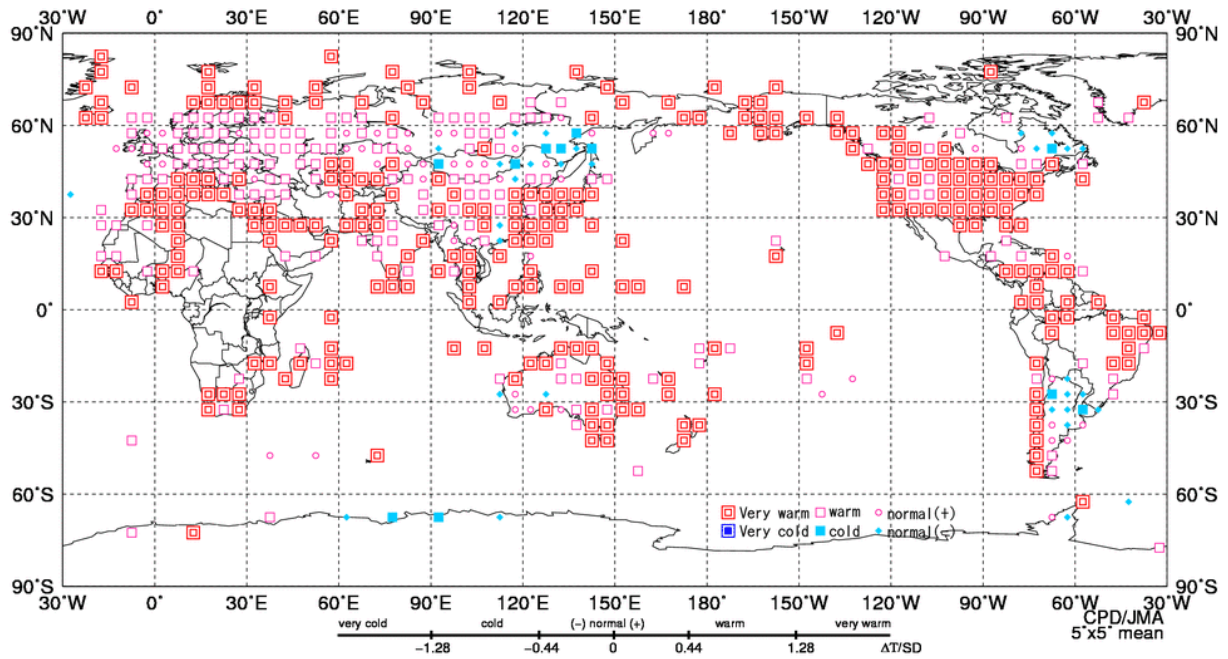 30°W 0° 30°E 60°E 90°E 120°E 150°E 180° 150°W 120°W 90°W 60°W 30°W
90°N 90°N
60°N 60°N
30°N 30°N
0° 0°
30°S 30°S
60°S 60°S
Very warm warm normal(+)
Very cold cold normal(-)
90°S 90°S
30°W 0° 30°E 60°E 90°E 120°E 150°E 180° 150°W 120°W 90°W 60°W 30°W
CPD/JMA
very cold cold (-) normal (+) warm very warm
5°x5° mean
-1.28 -0.44 0 0.44 1.28 ΔT/SD